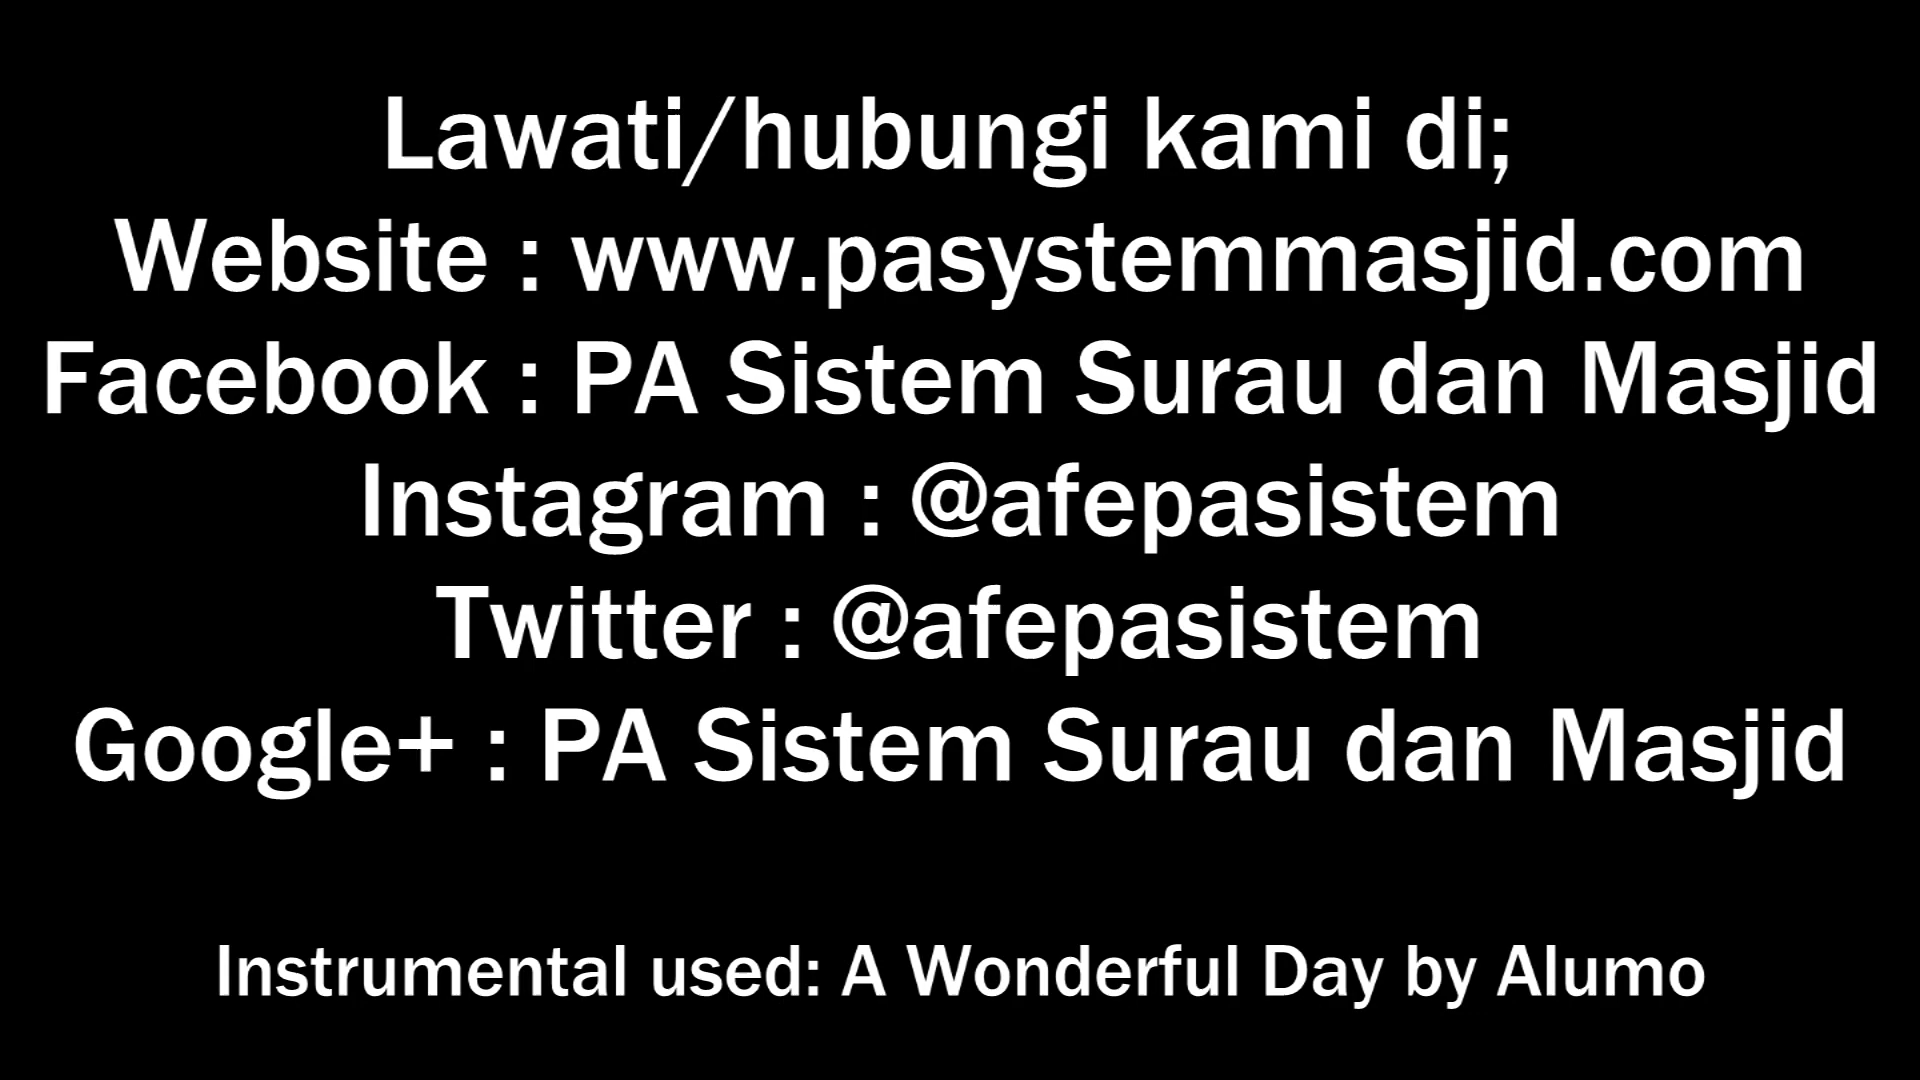 Lawati/hubungi kami di;
Website : www.pasystemmasjid.com
Facebook : PA Sistem Surau dan Masjid
Instagram : @afepasistem
Twitter : @afepasistem
Google+ : PA Sistem Surau dan Masjid
Instrumental used: A Wonderful Day by Alumo